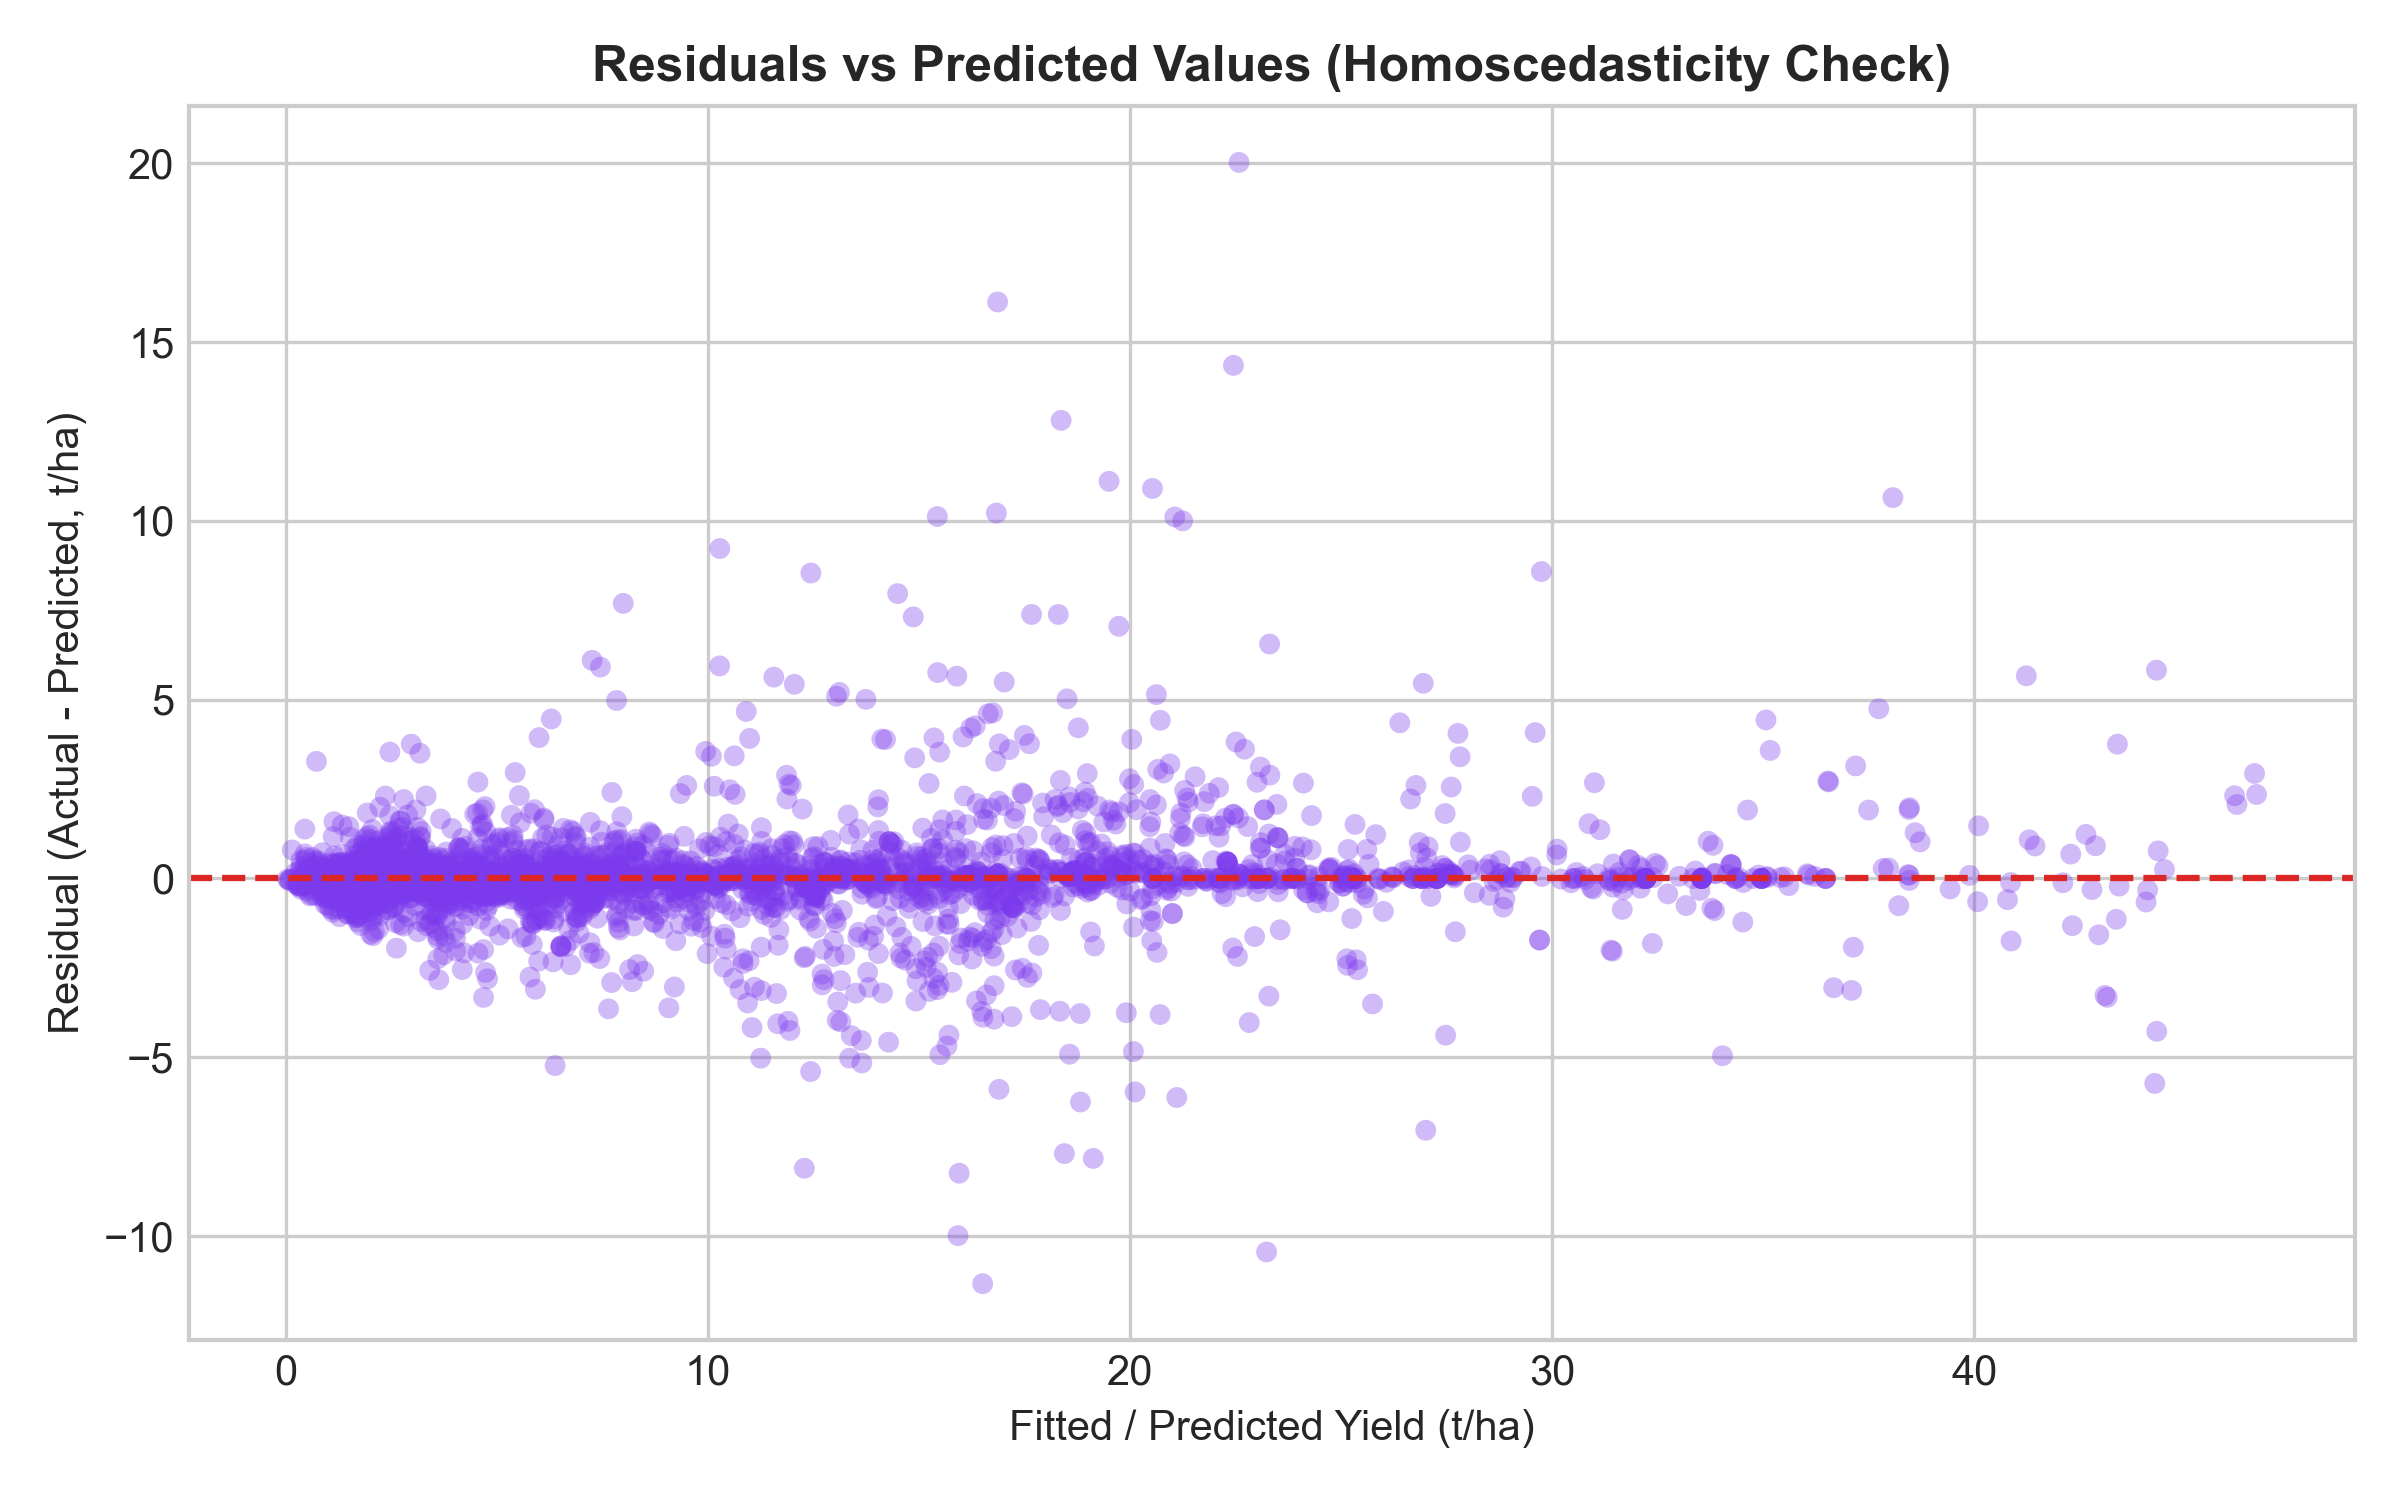 Residuals vs Predicted Values (Homoscedasticity Check)
Residual (Actual - Predicted, t/ha)
20
15
10
5
0
−5
−10
0 10 20 30 40
Fitted / Predicted Yield (t/ha)